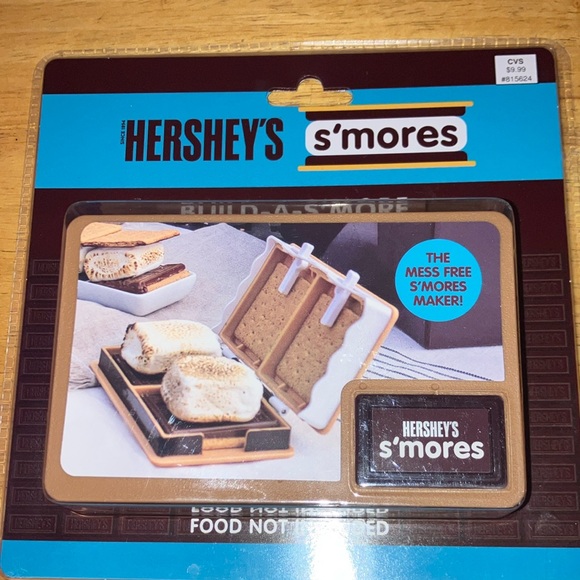 CVS
$9.99
#815624
SINCE 1894
HERSHEY'S
s'mores
BUILD-A-S'MORE
THE
MESS FREE
S'MORES
MAKER!
HERSHEY'S
s'mores
FOOD NOT INCLUDED